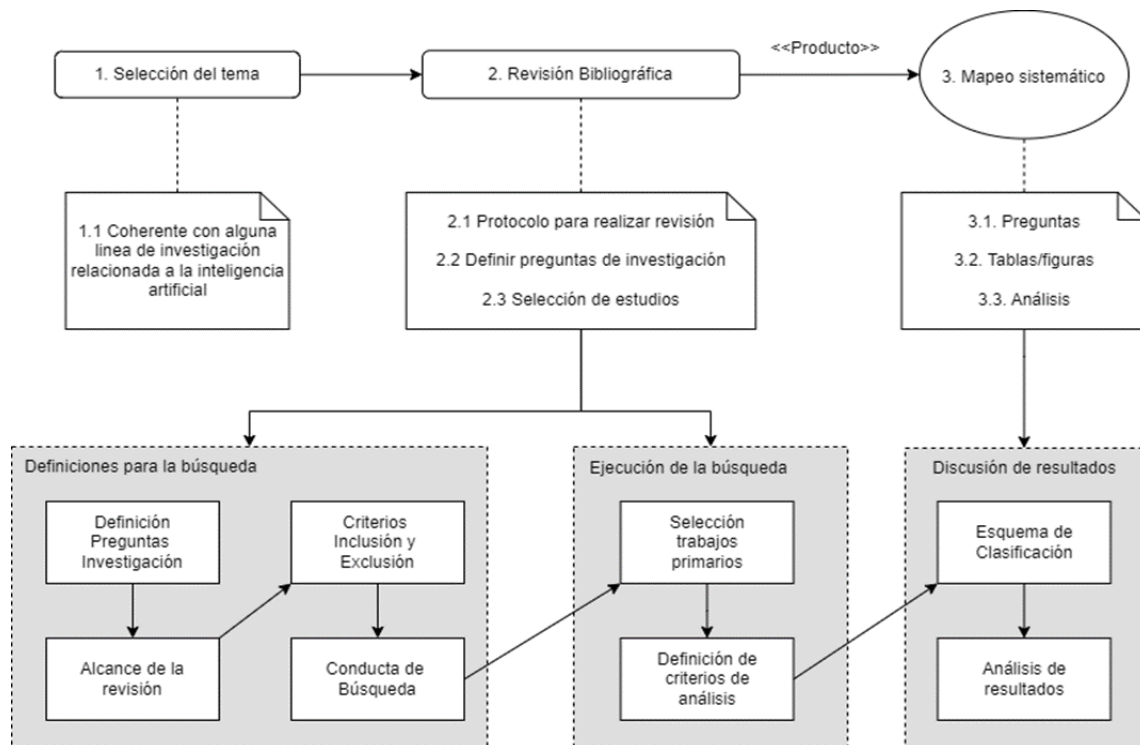 <<Producto>>
1. Selección del tema
2. Revisión Bibliográfica
3. Mapeo sistemático
1.1 Coherente con alguna
linea de investigación
relacionada a la inteligencia
artificial
2.1 Protocolo para realizar revisión
2.2 Definir preguntas de investigación
2.3 Selección de estudios
3.1. Preguntas
3.2. Tablas/figuras
3.3. Análisis
Definiciones para la búsqueda
Definición
Preguntas
Investigación
Alcance de la
revisión
Criterios
Inclusión y
Exclusión
Conducta de
Búsqueda
Ejecución de la búsqueda
Selección
trabajos
primarios
Definición de
criterios de
análisis
Discusión de resultados
Esquema de
Clasificación
Análisis de
resultados